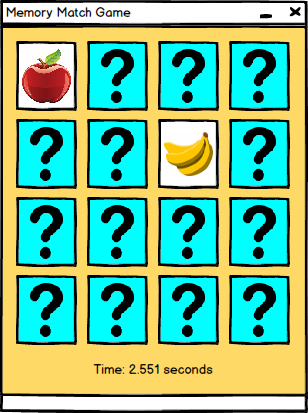 Memory Match Game
? ? ?
? ? ?
? ? ? ?
? ? ? ?
Time: 2.551 seconds